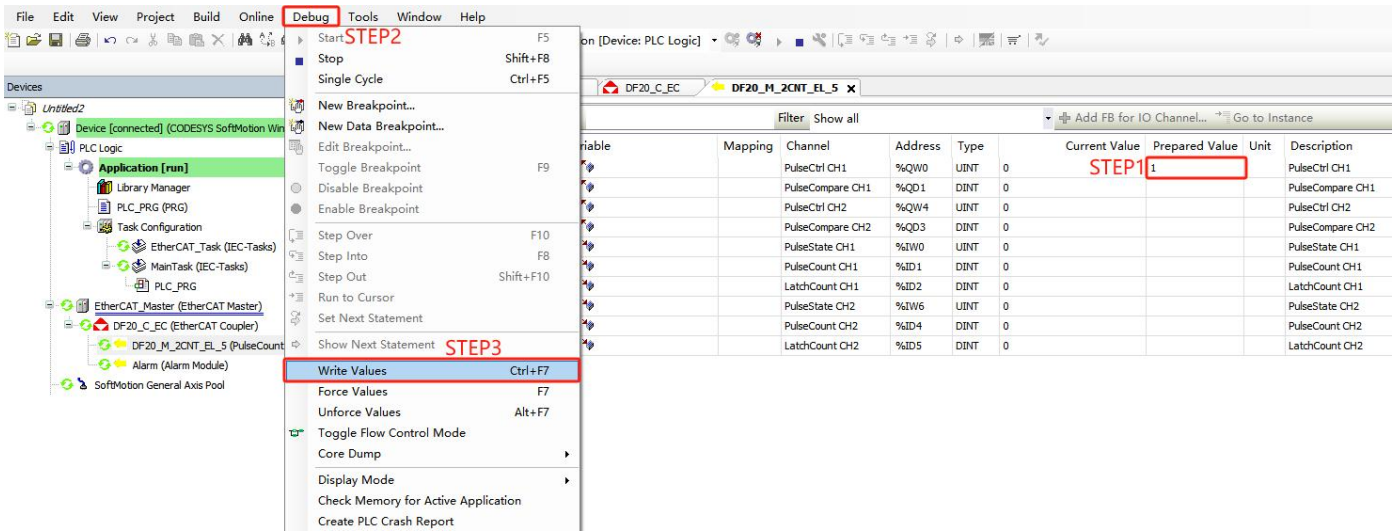 File Edit View Project Build Online Debug Tools Window Help
Start STEP2 F5
on [Device: PLC Logic]
Stop Shift+F8
Single Cycle Ctrl+F5
Devices
DF20_C_EC
DF20_M_2CNT_EL_5
Untitled2
New Breakpoint...
Filter Show all
Add FB for IO Channel...
Go to Instance
Device [connected] (CODESYS SoftMotion Win
New Data Breakpoint...
PLC Logic
Edit Breakpoint...
riable Mapping Channel Address Type Current Value Prepared Value Unit Description
Application [run]
Toggle Breakpoint F9
PulseCtrl CH1 %QW0 UINT 0 STEP1 1 PulseCtrl CH1
Library Manager
Disable Breakpoint
PulseCompare CH1 %QD1 DINT 0 PulseCompare CH1
PLC_PRG (PRG)
Enable Breakpoint
PulseCtrl CH2 %QW4 UINT 0 PulseCtrl CH2
Task Configuration
Step Over F10
PulseCompare CH2 %QD3 DINT 0 PulseCompare CH2
EtherCAT_Task (IEC-Tasks)
Step Into F8
PulseState CH1 %IW0 UINT 0 PulseState CH1
MainTask (IEC-Tasks)
Step Out Shift+F10
PulseCount CH1 %ID1 DINT 0 PulseCount CH1
PLC_PRG
Run to Cursor
LatchCount CH1 %ID2 DINT 0 LatchCount CH1
EtherCAT_Master (EtherCAT Master)
Set Next Statement
PulseState CH2 %IW6 UINT 0 PulseState CH2
DF20_C_EC (EtherCAT Coupler)
PulseCount CH2 %ID4 DINT 0 PulseCount CH2
DF20_M_2CNT_EL_5 (PulseCount
Show Next Statement STEP3
LatchCount CH2 %ID5 DINT 0 LatchCount CH2
Alarm (Alarm Module)
Write Values Ctrl+F7
SoftMotion General Axis Pool
Force Values F7
Unforce Values Alt+F7
Toggle Flow Control Mode
Core Dump
Display Mode
Check Memory for Active Application
Create PLC Crash Report